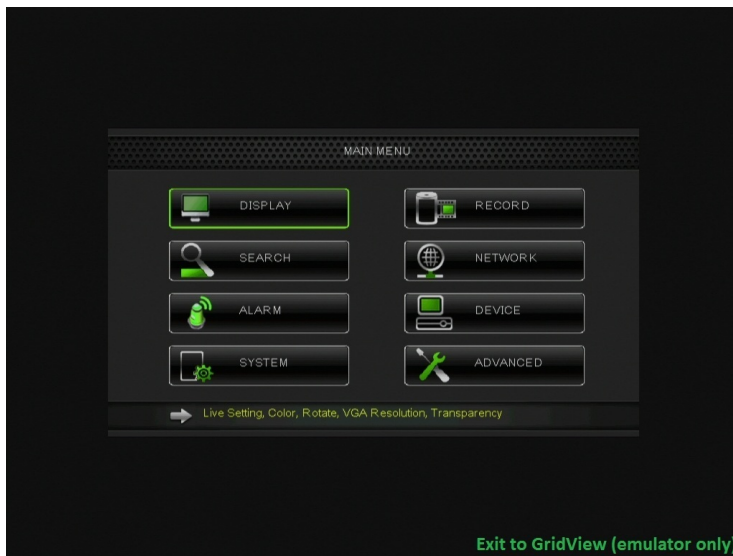 MAIN MENU
DISPLAY
RECORD
SEARCH
NETWORK
ALARM
DEVICE
SYSTEM
ADVANCED
Live Setting, Color, Rotate, VGA Resolution, Transparency
Exit to GridView (emulator only)